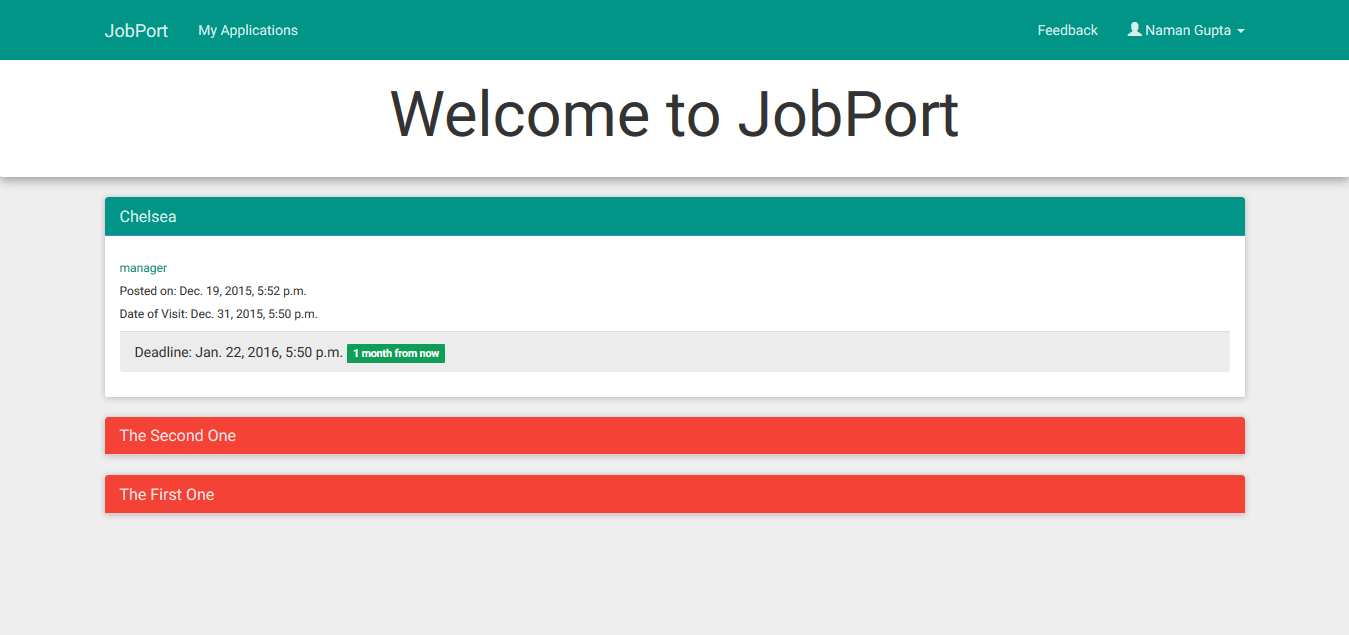 JobPort My Applications Feedback Naman Gupta
Welcome to JobPort
Chelsea
manager
Posted on: Dec. 19, 2015, 5:52 p.m.
Date of Visit: Dec. 31, 2015, 5:50 p.m.
Deadline: Jan. 22, 2016, 5:50 p.m. 1 month from now
The Second One
The First One